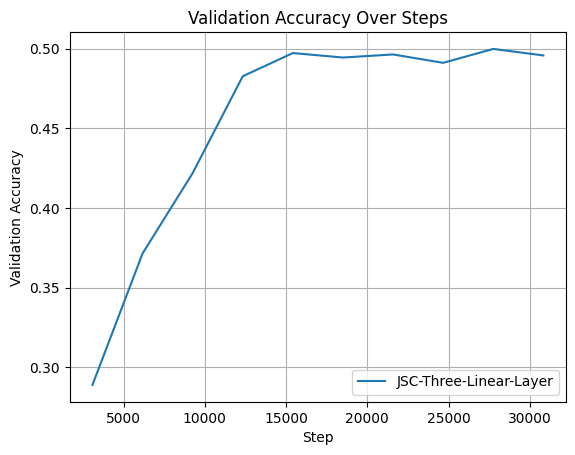 Validation Accuracy Over Steps
0.50
0.45
0.40
0.35
0.30
Validation Accuracy
5000 10000 15000 20000 25000 30000
Step
JSC-Three-Linear-Layer